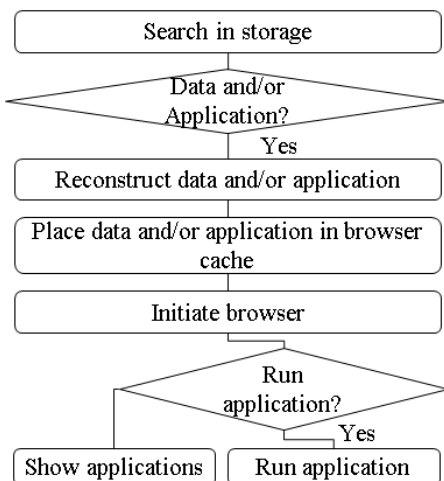 Search in storage
Data and/or
Application?
Yes
Reconstruct data and/or application
Place data and/or application in browser
cache
Initiate browser
Run
application?
Yes
Show applications
Run application